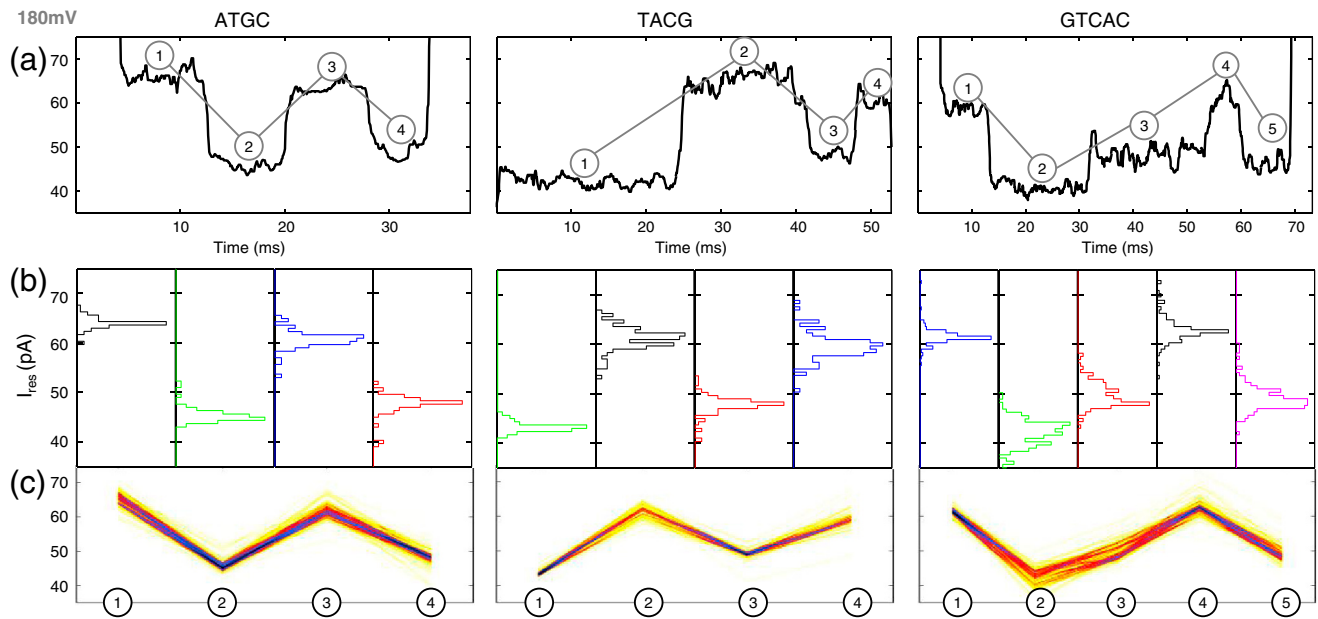 180mV
ATGC TACG GTCAC
(a)
70
60
50
40
1 2 3 4
1 2 3 4
1 2 3 4 5
10 20 30
10 20 30 40 50
10 20 30 40 50 60 70
Time (ms) Time (ms) Time (ms)
(b)
70
60
50
40
Ires (pA)
(c)
70
60
50
40
1 2 3 4 1 2 3 4 1 2 3 4 5